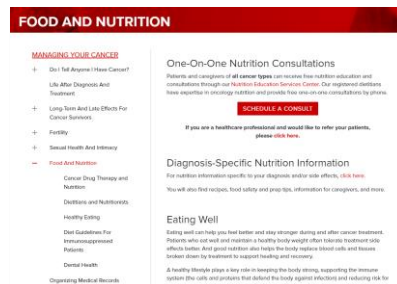 FOOD AND NUTRITION
MANAGING YOUR CANCER
+ Do I Tell Anyone I Have Cancer?
Life After Diagnosis And
Treatment
+ Long-Term And Late Effects For
Cancer Survivors
+ Fertility
+ Sexual Health And Intimacy
— Food And Nutrition
Cancer Drug Therapy and
Nutrition
Dietitians and Nutritionists
Healthy Eating
Diet Guidelines For
Immunosuppressed
Patients
Dental Health
Organizing Medical Records
One-On-One Nutrition Consultations
Patients and caregivers of all cancer types can receive free nutrition education and
consultations through our Nutrition Education Services Center. Our registered dietitians
have expertise in oncology nutrition and provide free one-on-one consultations by phone.
SCHEDULE A CONSULT
If you are a healthcare professional and would like to refer your patients,
please click here.
Diagnosis-Specific Nutrition Information
For nutrition information specific to your diagnosis and/or side effects, click here.
You will also find recipes, food safety and prep tips, information for caregivers, and more.
Eating Well
Eating well can help you feel better and stay stronger during and after cancer treatment.
Patients who eat well and maintain a healthy body weight often tolerate treatment side
effects better. And good nutrition also helps the body replace blood cells and tissues
broken down by treatment to support healing and recovery.
A healthy lifestyle plays a key role in keeping the body strong, supporting the immune
system (the cells and proteins that defend the body against infection) and reducing risk for